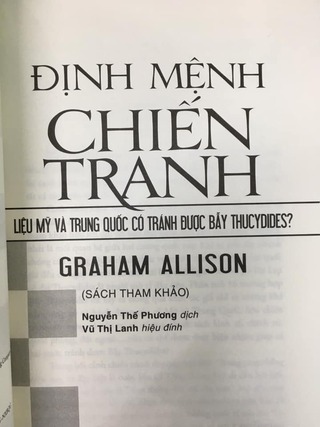 ĐỊNH MỆNH
CHIẾN
TRANH
LIỆU MỸ VÀ TRUNG QUỐC CÓ TRÁNH ĐƯỢC BẪY THUCYDIDES?
GRAHAM ALLISON
(SÁCH THAM KHẢO)
Nguyễn Thế Phương dịch
Vũ Thị Lanh hiệu đính